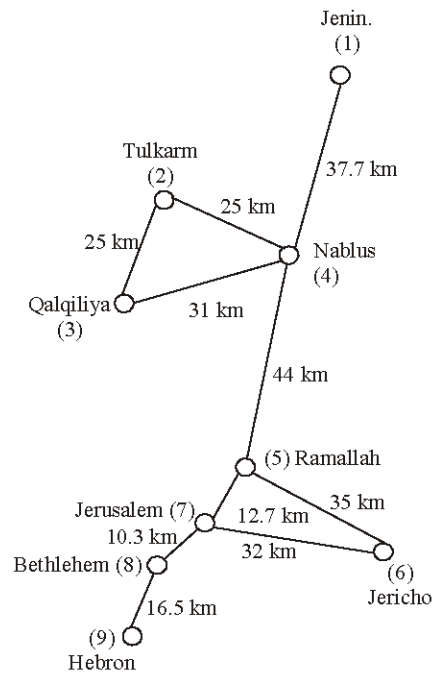 Jenin.
(1)
37.7 km
Tulkarm
(2)
25 km
25 km
Nablus
(4)
Qalqiliya
(3)
31 km
44 km
(5) Ramallah
35 km
Jerusalem (7)
12.7 km
10.3 km
32 km
Bethlehem (8)
(6)
Jericho
16.5 km
(9)
Hebron